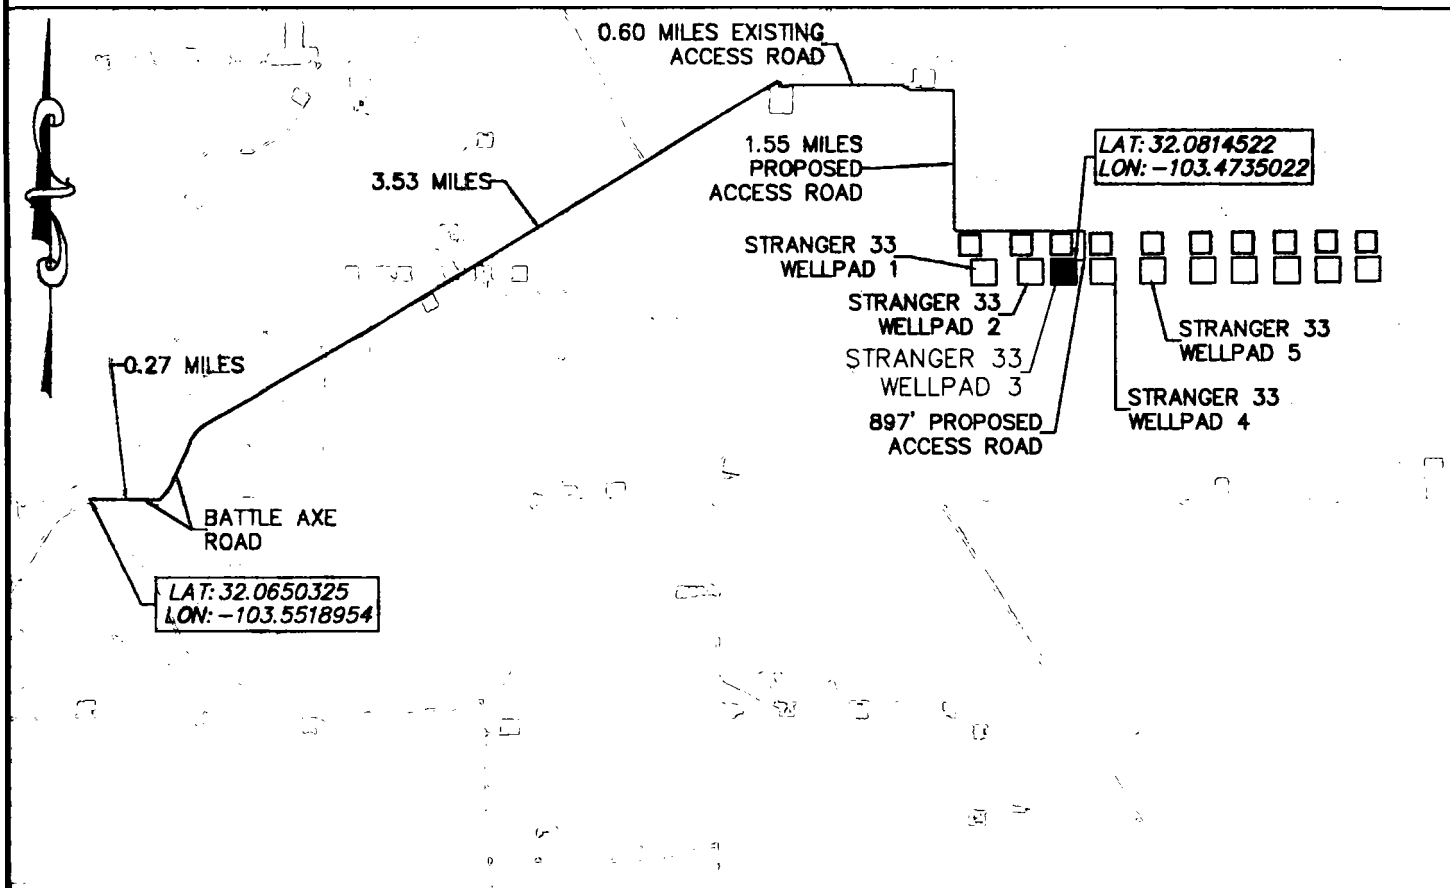 0.60 MILES EXISTING
ACCESS ROAD
1.55 MILES
PROPOSED
ACCESS ROAD
LAT: 32.0814522
LON: -103.4735022
3.53 MILES
STRANGER 33
WELLPAD 1
STRANGER 33
WELLPAD 2
STRANGER 33
WELLPAD 3
897' PROPOSED
ACCESS ROAD
STRANGER 33
WELLPAD 5
STRANGER 33
WELLPAD 4
0.27 MILES
BATTLE AXE
ROAD
LAT: 32.0650325
LON: -103.5518954